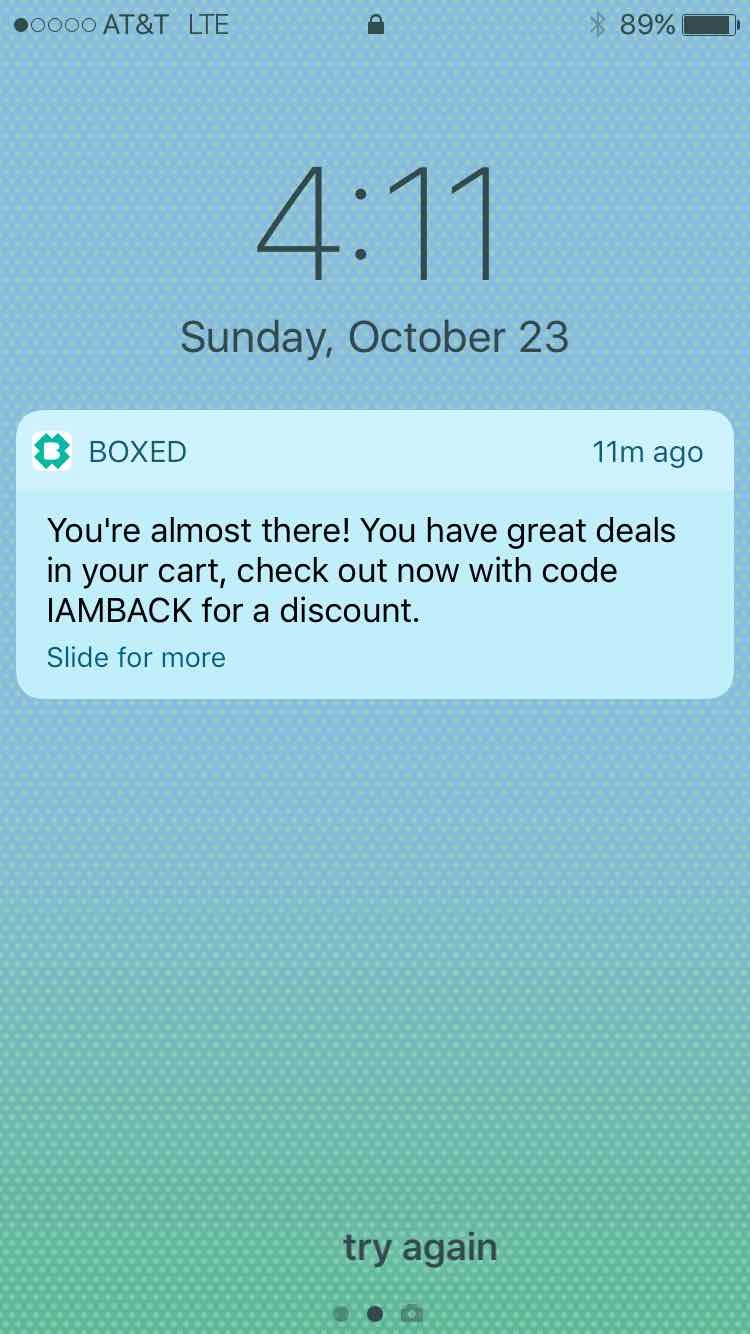 AT&T LTE 89%
4:11
Sunday, October 23
BOXED 11m ago
You're almost there! You have great deals
in your cart, check out now with code
IAMBACK for a discount.
Slide for more
try again